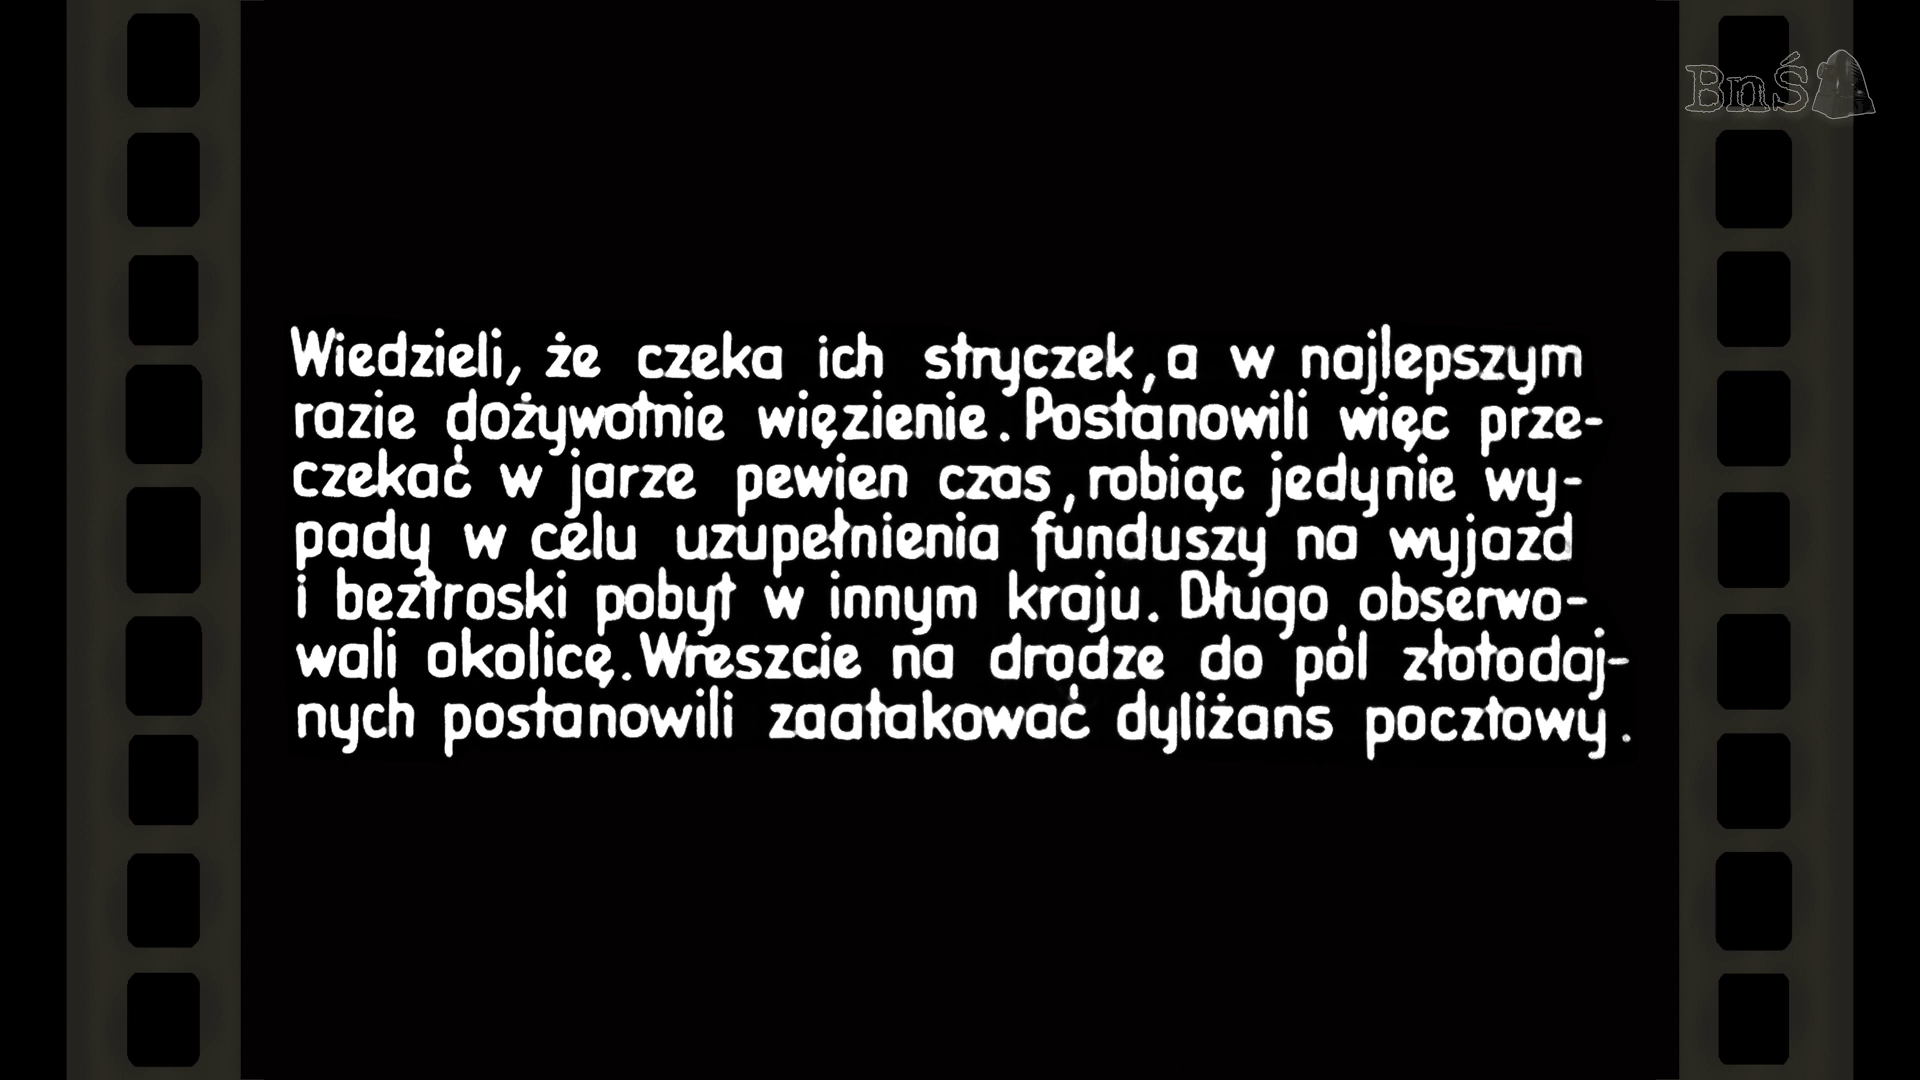 BnŚ
Wiedzieli, że czeka ich stryczek, a w najlepszym
razie dożywotnie więzienie. Postanowili więc prze-
czekać w jarze pewien czas, robiąc jedynie wy-
pady w celu uzupełnienia funduszy na wyjazd
i beztroski pobyt w innym kraju. Długo obserwo-
wali okolicę. Wreszcie na drodze do pól złotodaj-
nych postanowili zaatakować dyliżans pocztowy.